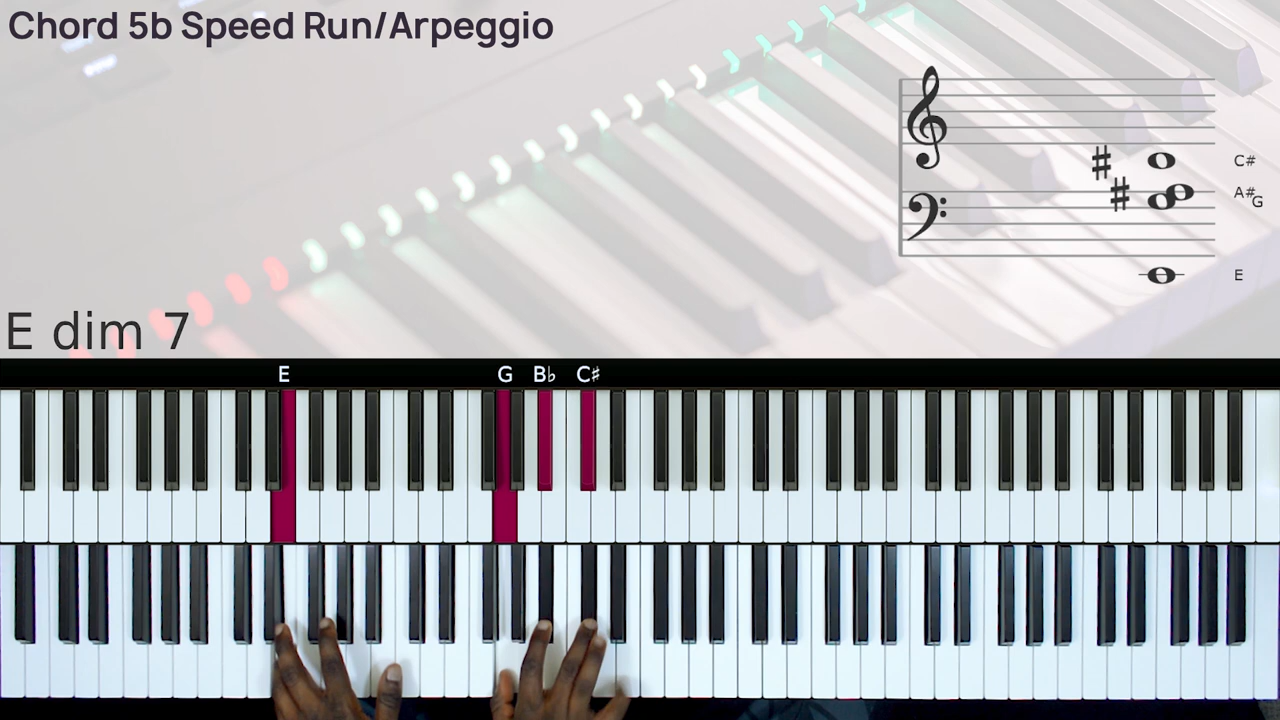 Chord 5b Speed Run/Arpeggio
C#
A#
G
E
E dim 7
E G B♭ C♯